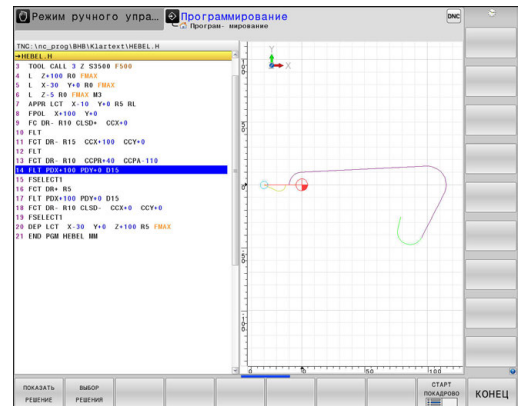 Режим ручного упра…
Программирование
Програм- мирование
DNC
TNC:\nc_prog\BHB\Klartext\HEBEL.H
→HEBEL.H
3 TOOL CALL 3 Z S3500 F500
4 L Z+100 R0 FMAX
5 L X-30 Y+0 R0 FMAX
6 L Z-5 R0 FMAX M3
7 APPR LCT X-10 Y+0 R5 RL
8 FPOL X+100 Y+0
9 FC DR- R10 CLSD+ CCX+0
10 FLT
11 FCT DR- R15 CCX+100 CCY+0
12 FLT
13 FCT DR- R10 CCPR+40 CCPA-110
14 FLT PDX+100 PDY+0 D15
15 FSELECT1
16 FCT DR+ R5
17 FLT PDX+100 PDY+0 D15
18 FCT DR- R10 CLSD- CCX+0 CCY+0
19 FSELECT1
20 DEP LCT X-30 Y+0 Z+100 R5 FMAX
21 END PGM HEBEL MM
Y
X
100
50
0
-50
-100
0 50 100
ПОКАЗАТЬ РЕШЕНИЕ
ВЫБОР РЕШЕНИЯ
СТАРТ ПОКАДРОВО
КОНЕЦ